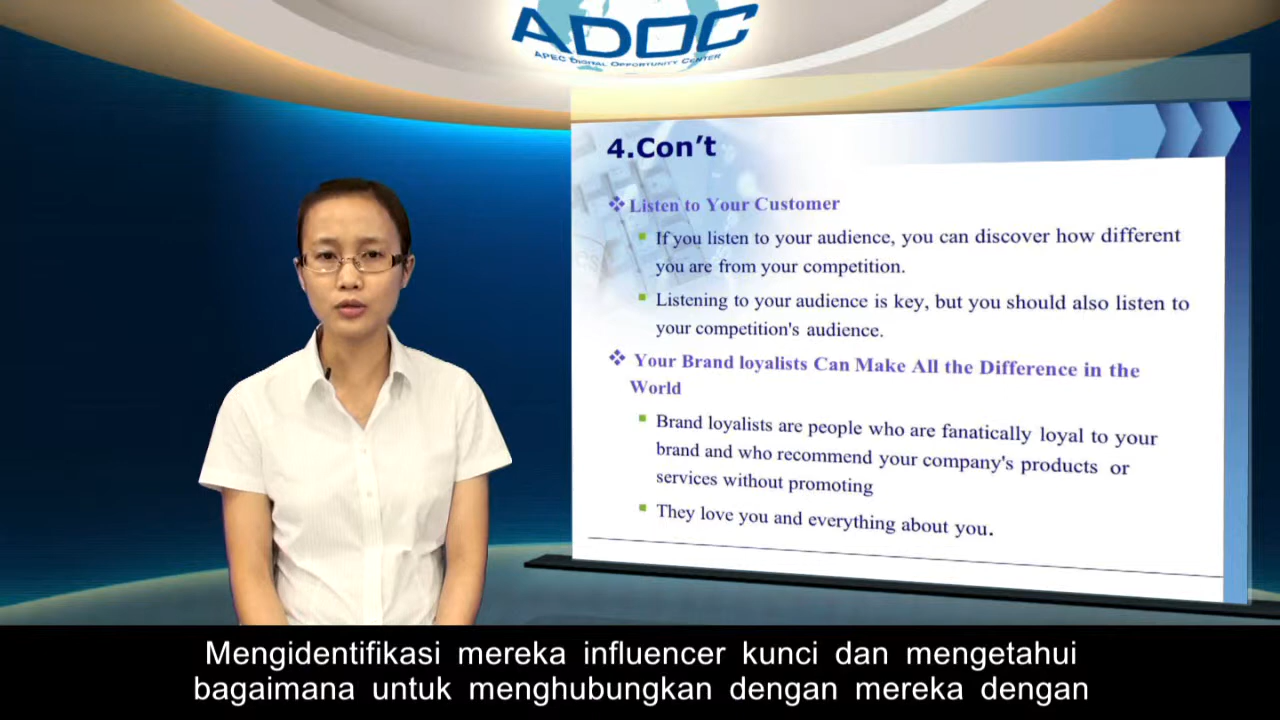 ADOC
APEC DIGITAL OPPORTUNITY CENTER
4.Con't
Listen to Your Customer
If you listen to your audience, you can discover how different
you are from your competition.
Listening to your audience is key, but you should also listen to
your competition's audience.
Your Brand loyalists Can Make All the Difference in the
World
Brand loyalists are people who are fanatically loyal to your
brand and who recommend your company's products or
services without promoting
They love you and everything about you.
Mengidentifikasi mereka influencer kunci dan mengetahui
bagaimana untuk menghubungkan dengan mereka dengan